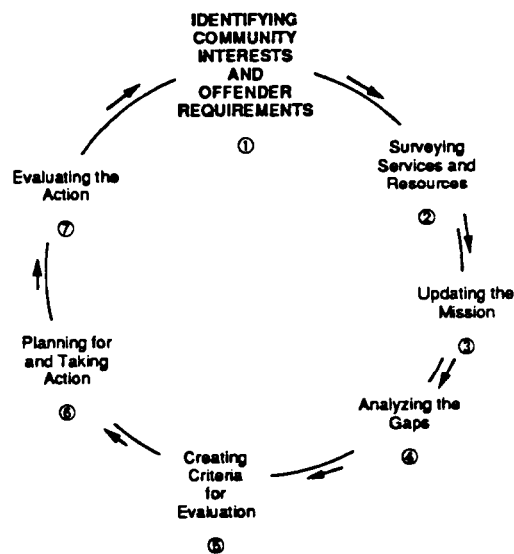 IDENTIFYING
COMMUNITY
INTERESTS
AND
OFFENDER
REQUIREMENTS
①
Surveying
Services and
Resources
②
Updating the
Mission
③
Analyzing the
Gaps
④
Creating
Criteria
for
Evaluation
⑤
Planning for
and Taking
Action
⑥
Evaluating the
Action
⑦